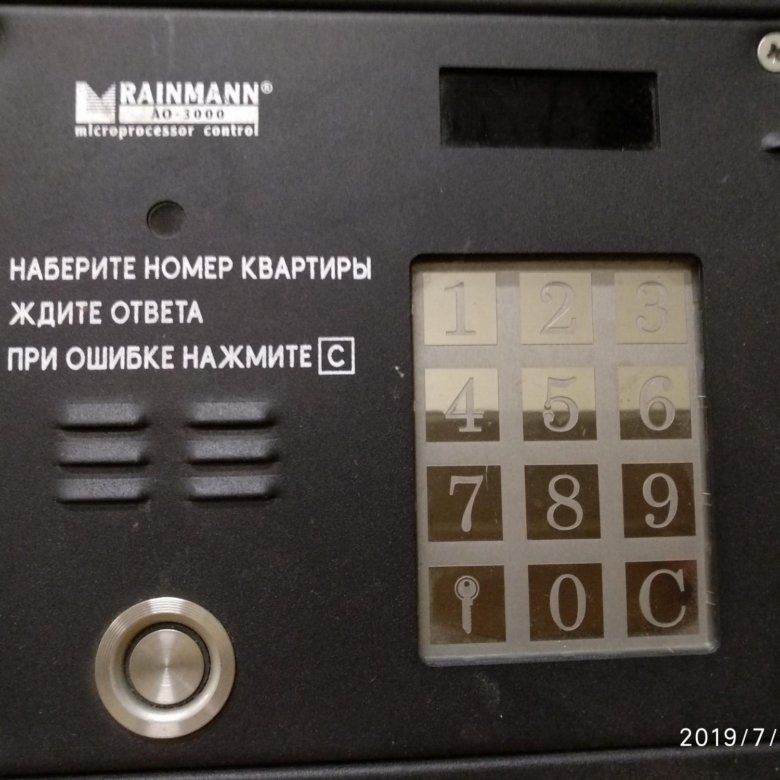 RAINMANN®
AO-3000
microprocessor control
НАБЕРИТЕ НОМЕР КВАРТИРЫ
ЖДИТЕ ОТВЕТА
ПРИ ОШИБКЕ НАЖМИТЕ C
1 2 3
4 5 6
7 8 9
0 C
2019/7/